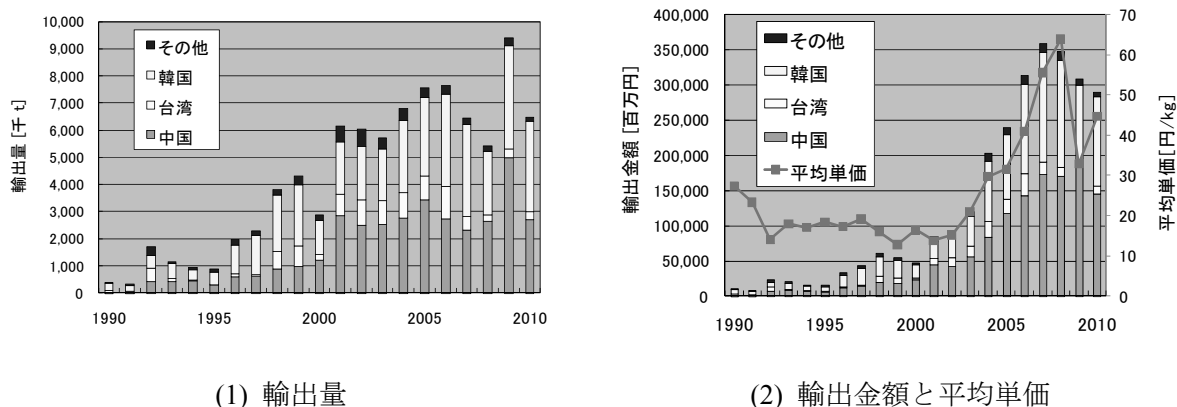 10,000
9,000
8,000
7,000
6,000
5,000
4,000
3,000
2,000
1,000
0
輸出量 [千 t]
その他
韓国
台湾
中国
1990 1995 2000 2005 2010
(1) 輸出量
400,000
350,000
300,000
250,000
200,000
150,000
100,000
50,000
0
輸出金額 [百万円]
その他
韓国
台湾
中国
平均単価
70
60
50
40
30
20
10
0
平均単価[円/kg]
1990 1995 2000 2005 2010
(2) 輸出金額と平均単価